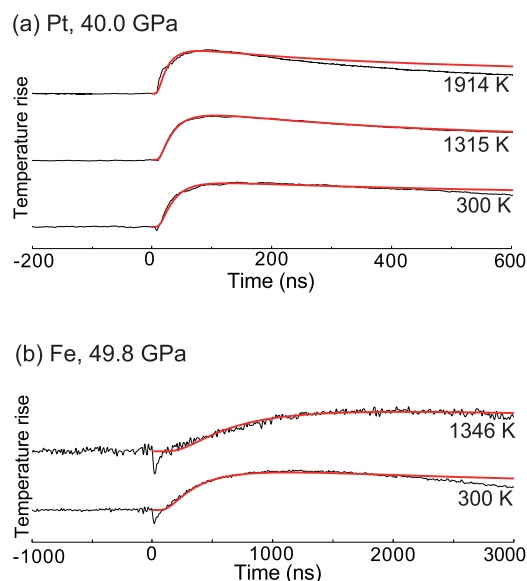 (a) Pt, 40.0 GPa
Temperature rise
1914 K
1315 K
300 K
-200 0 200 400 600
Time (ns)
(b) Fe, 49.8 GPa
Temperature rise
1346 K
300 K
-1000 0 1000 2000 3000
Time (ns)